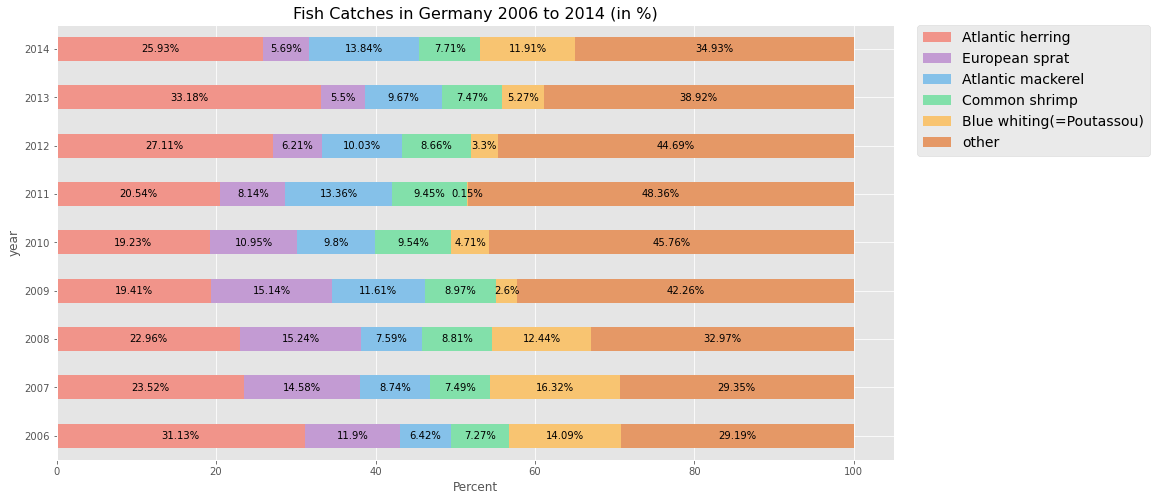 Fish Catches in Germany 2006 to 2014 (in %)
2014 25.93% 5.69% 13.84% 7.71% 11.91% 34.93%
2013 33.18% 5.5% 9.67% 7.47% 5.27% 38.92%
2012 27.11% 6.21% 10.03% 8.66% 3.3% 44.69%
2011 20.54% 8.14% 13.36% 9.45% 0.15% 48.36%
2010 19.23% 10.95% 9.8% 9.54% 4.71% 45.76%
2009 19.41% 15.14% 11.61% 8.97% 2.6% 42.26%
2008 22.96% 15.24% 7.59% 8.81% 12.44% 32.97%
2007 23.52% 14.58% 8.74% 7.49% 16.32% 29.35%
2006 31.13% 11.9% 6.42% 7.27% 14.09% 29.19%
year
0 20 40 60 80 100
Percent
Atlantic herring
European sprat
Atlantic mackerel
Common shrimp
Blue whiting(=Poutassou)
other